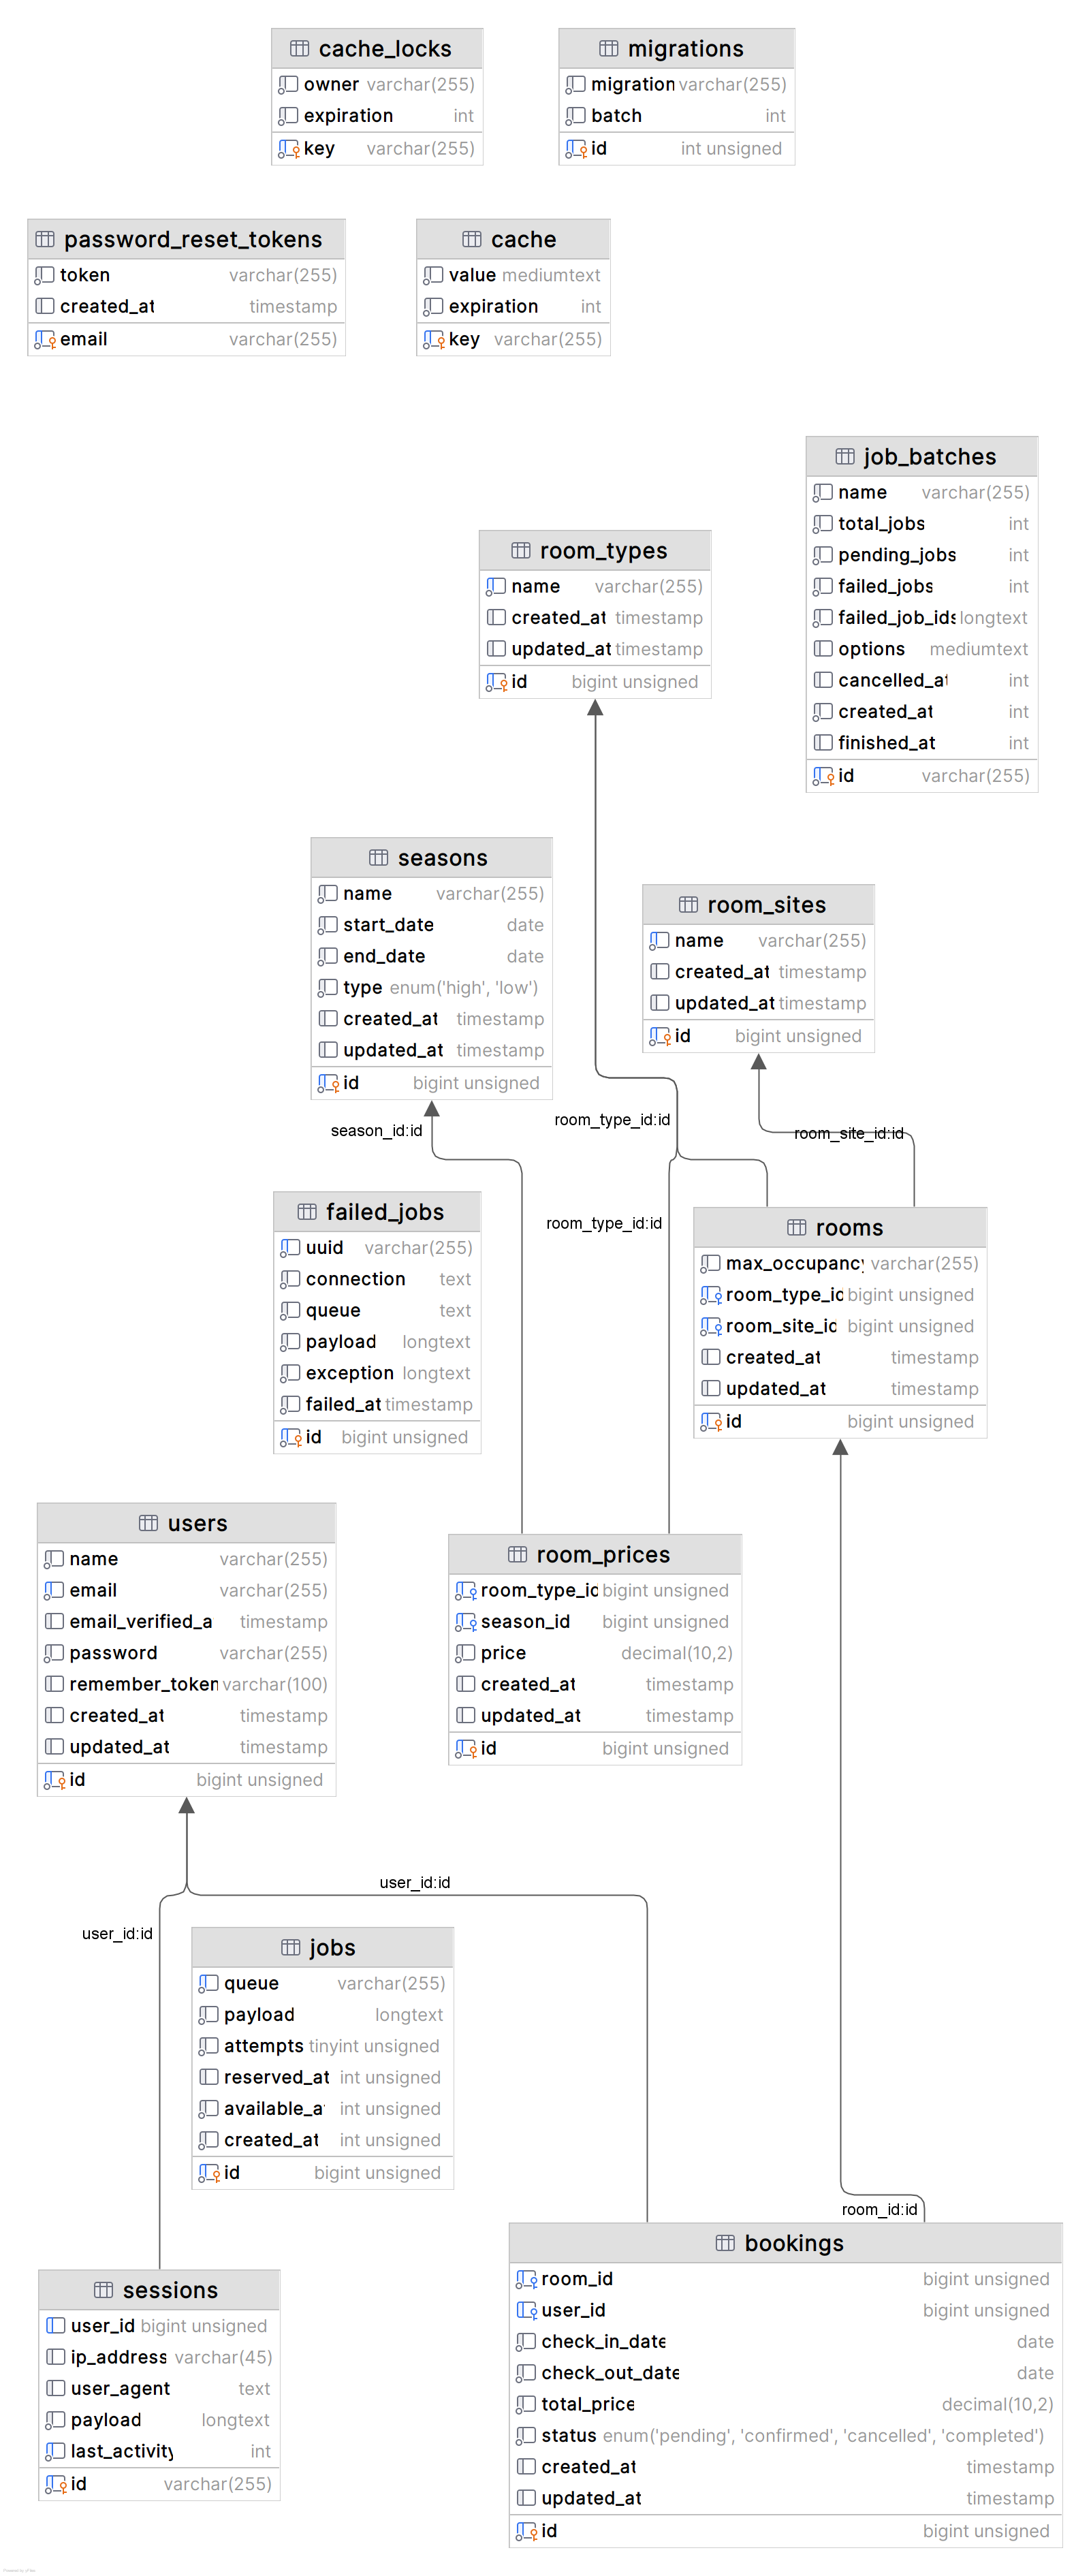 cache_locks
owner varchar(255)
expiration int
key varchar(255)
migrations
migration varchar(255)
batch int
id int unsigned
password_reset_tokens
token varchar(255)
created_at timestamp
email varchar(255)
cache
value mediumtext
expiration int
key varchar(255)
job_batches
name varchar(255)
total_jobs int
pending_jobs int
failed_jobs int
failed_job_ids longtext
options mediumtext
cancelled_at int
created_at int
finished_at int
id varchar(255)
room_types
name varchar(255)
created_at timestamp
updated_at timestamp
id bigint unsigned
seasons
name varchar(255)
start_date date
end_date date
type enum('high', 'low')
created_at timestamp
updated_at timestamp
id bigint unsigned
room_sites
name varchar(255)
created_at timestamp
updated_at timestamp
id bigint unsigned
season_id:id
room_type_id:id
room_site_id:id
room_type_id:id
failed_jobs
uuid varchar(255)
connection text
queue text
payload longtext
exception longtext
failed_at timestamp
id bigint unsigned
rooms
max_occupancy varchar(255)
room_type_id bigint unsigned
room_site_id bigint unsigned
created_at timestamp
updated_at timestamp
id bigint unsigned
users
name varchar(255)
email varchar(255)
email_verified_a timestamp
password varchar(255)
remember_token varchar(100)
created_at timestamp
updated_at timestamp
id bigint unsigned
room_prices
room_type_id bigint unsigned
season_id bigint unsigned
price decimal(10,2)
created_at timestamp
updated_at timestamp
id bigint unsigned
user_id:id
user_id:id
jobs
queue varchar(255)
payload longtext
attempts tinyint unsigned
reserved_at int unsigned
available_a int unsigned
created_at int unsigned
id bigint unsigned
room_id:id
sessions
user_id bigint unsigned
ip_address varchar(45)
user_agent text
payload longtext
last_activity int
id varchar(255)
bookings
room_id bigint unsigned
user_id bigint unsigned
check_in_date date
check_out_date date
total_price decimal(10,2)
status enum('pending', 'confirmed', 'cancelled', 'completed')
created_at timestamp
updated_at timestamp
id bigint unsigned